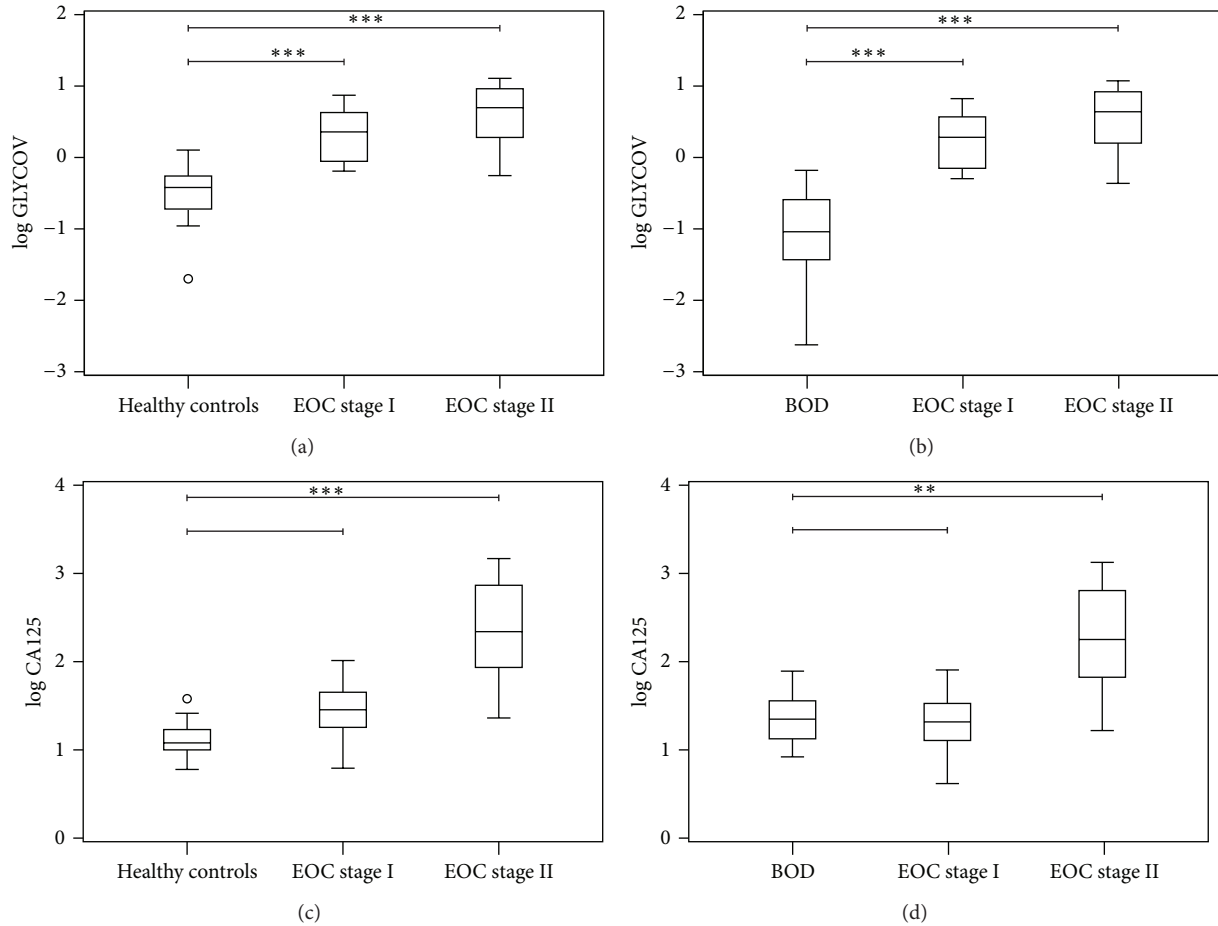 2
1
0
−1
−2
−3
log GLYCOV
***
***
Healthy controls
EOC stage I
EOC stage II
(a)
2
1
0
−1
−2
−3
log GLYCOV
***
***
BOD
EOC stage I
EOC stage II
(b)
4
3
2
1
0
log CA125
***
Healthy controls
EOC stage I
EOC stage II
(c)
4
3
2
1
0
log CA125
**
BOD
EOC stage I
EOC stage II
(d)